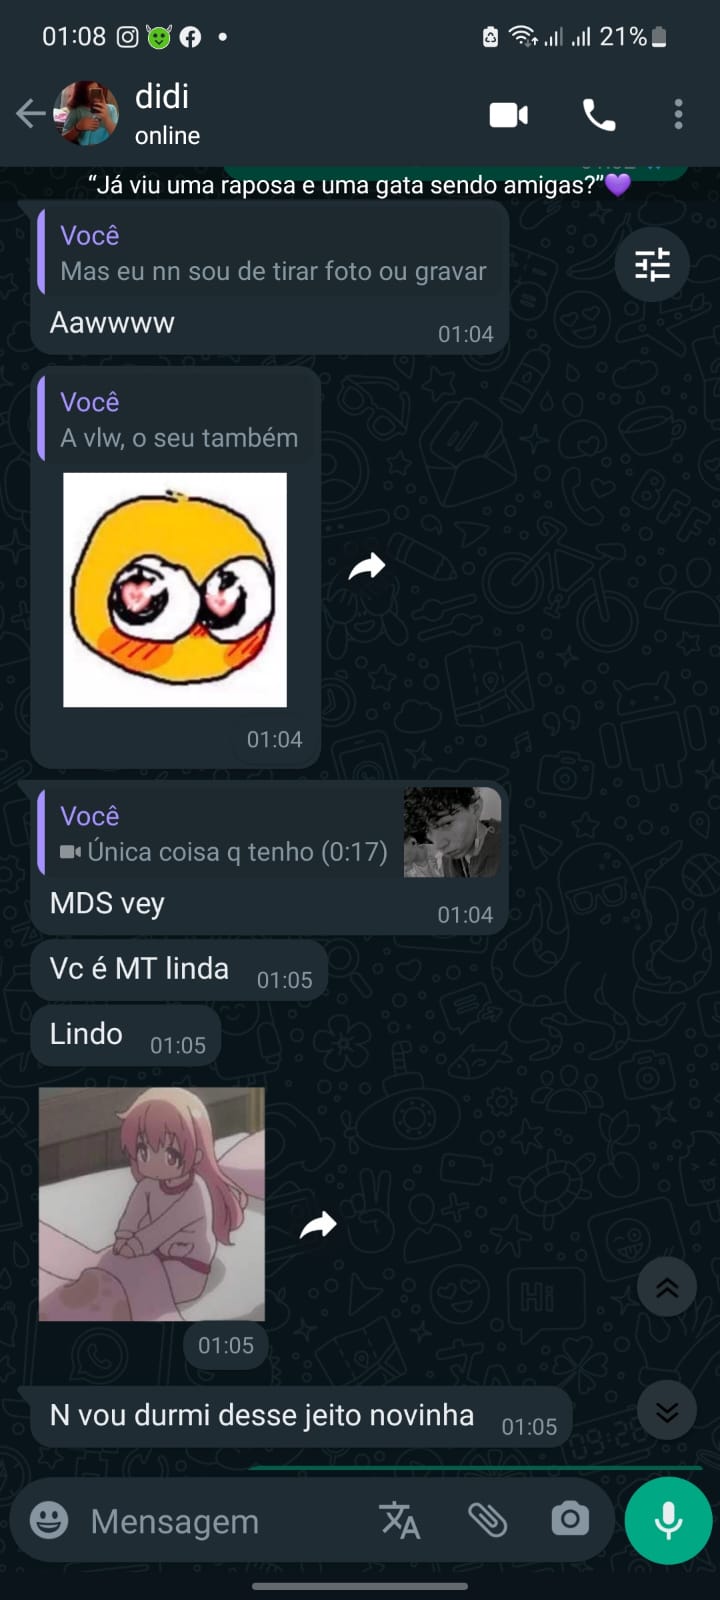 01:08
21%
didi
online
“Já viu uma raposa e uma gata sendo amigas?”💜
Você
Mas eu nn sou de tirar foto ou gravar
Aawwww
01:04
Você
A vlw, o seu também
01:04
Você
Única coisa q tenho (0:17)
MDS vey
01:04
Vc é MT linda
01:05
Lindo
01:05
01:05
N vou durmi desse jeito novinha
01:05
Mensagem